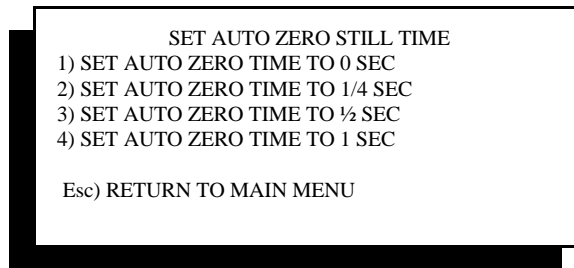 SET AUTO ZERO STILL TIME
1) SET AUTO ZERO TIME TO 0 SEC
2) SET AUTO ZERO TIME TO 1/4 SEC
3) SET AUTO ZERO TIME TO ½ SEC
4) SET AUTO ZERO TIME TO 1 SEC
Esc) RETURN TO MAIN MENU